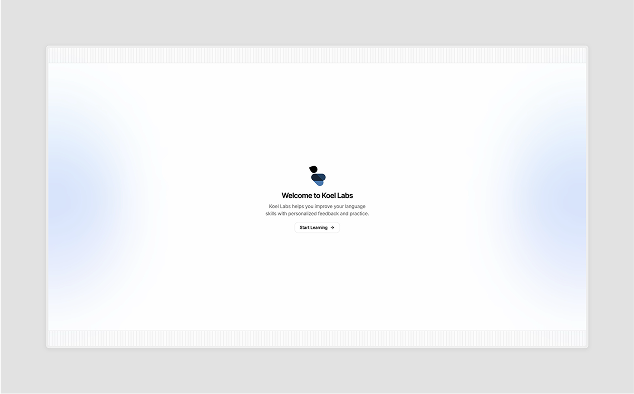 Welcome to Koel Labs
Koel Labs helps you improve your language
skills with personalized feedback and practice.
Start Learning →